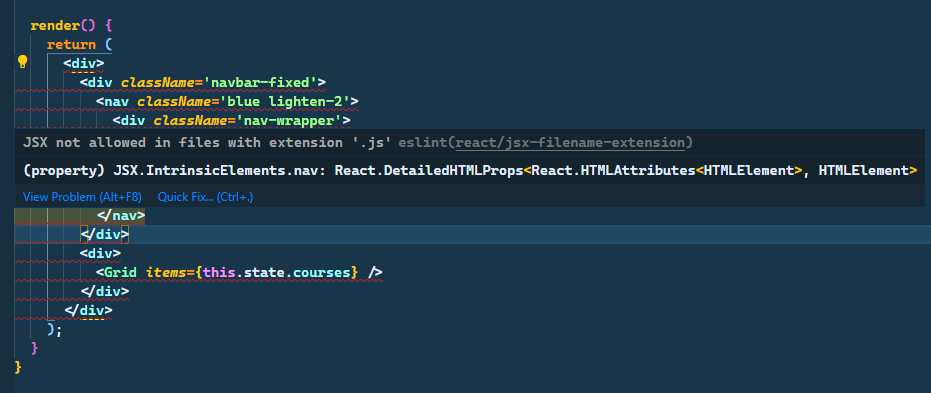 render() {
return (
<div>
<div className='navbar-fixed'>
<nav className='blue lighten-2'>
<div className='nav-wrapper'>
JSX not allowed in files with extension '.js' eslint(react/jsx-filename-extension)
(property) JSX.IntrinsicElements.nav: React.DetailedHTMLProps<React.HTMLAttributes<HTMLElement>, HTMLElement>
View Problem (Alt+F8) Quick Fix... (Ctrl+.)
</nav>
</div>
<div>
<Grid items={this.state.courses} />
</div>
</div>
);
}
}